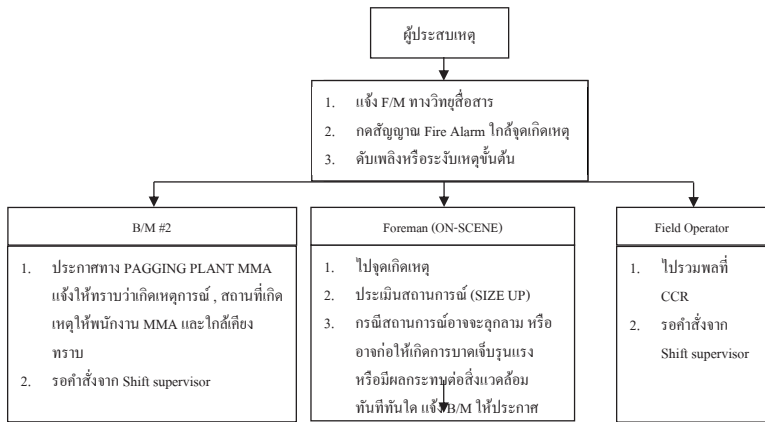 ผู้ประสบเหตุ
1. แจ้ง F/M ทางวิทยุสื่อสาร
2. กดสัญญาณ Fire Alarm ใกล้จุดเกิดเหตุ
3. ดับเพลิงหรือระงับเหตุขั้นต้น
B/M #2
1. ประกาศทาง PAGGING PLANT MMA
แจ้งให้ทราบว่าเกิดเหตุการณ์ , สถานที่เกิด
เหตุให้พนักงาน MMA และใกล้เคียง
ทราบ
2. รอคำสั่งจาก Shift supervisor
Foreman (ON-SCENE)
1. ไปจุดเกิดเหตุ
2. ประเมินสถานการณ์ (SIZE UP)
3. กรณีสถานการณ์อาจจะลุกลาม หรือ
อาจก่อให้เกิดการบาดเจ็บรุนแรง
หรือมีผลกระทบต่อสิ่งแวดล้อม
ทันทีทันใด แจ้ง B/M ให้ประกาศ
Field Operator
1. ไปรวมพลที่
CCR
2. รอคำสั่งจาก
Shift supervisor